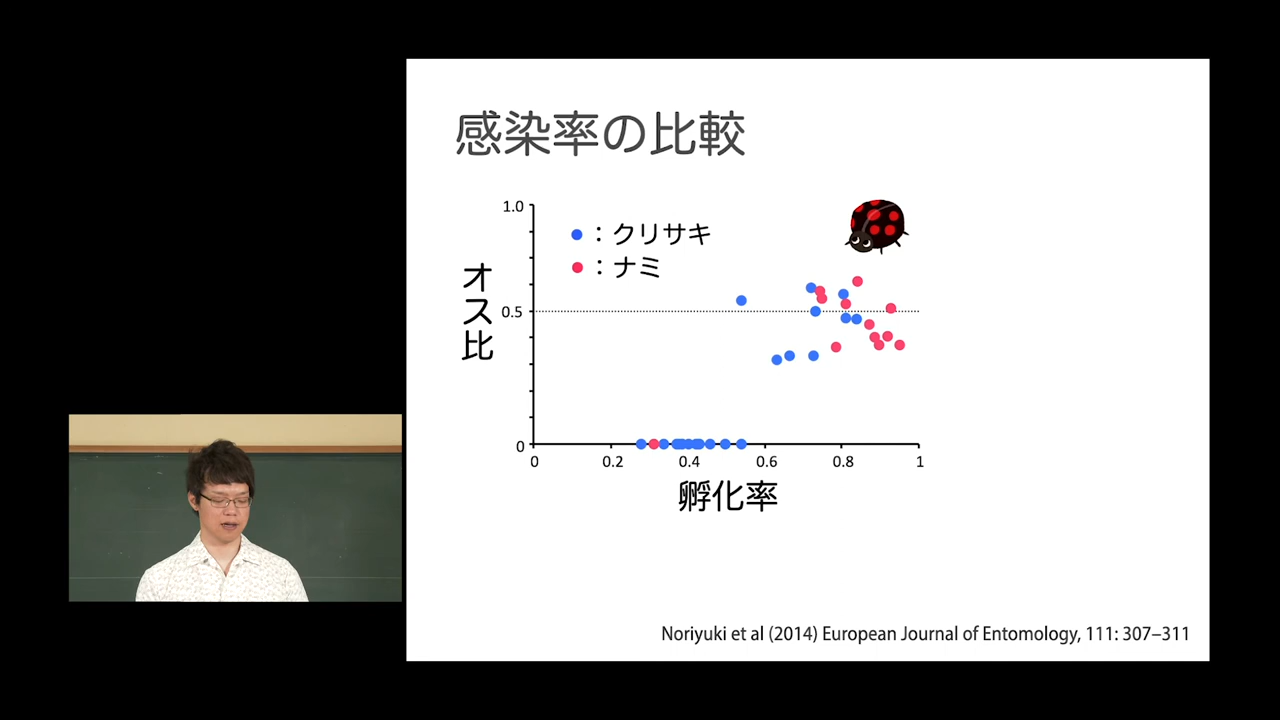 感染率の比較
1.0
：クリサキ
：ナミ
オス比
0.5
0
0 0.2 0.4 0.6 0.8 1
孵化率
Noriyuki et al (2014) European Journal of Entomology, 111: 307–311